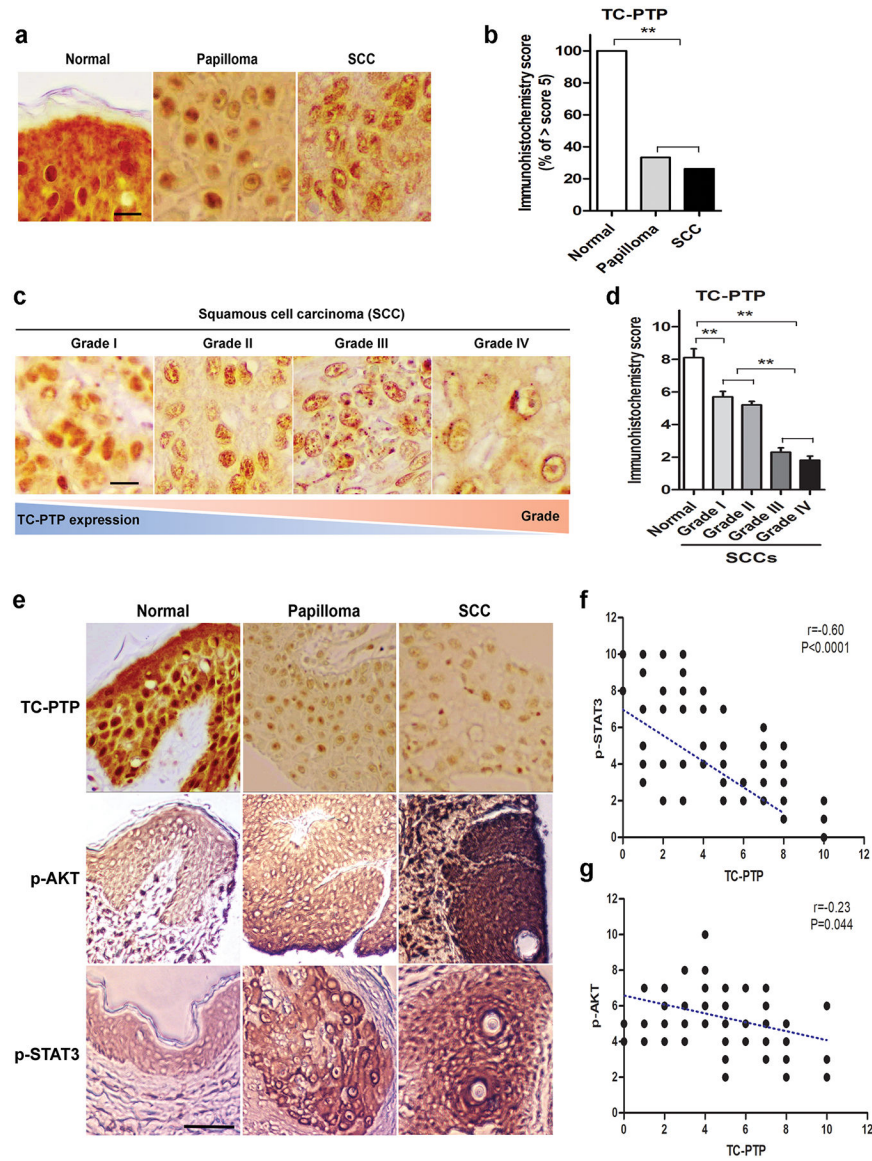 a
Normal
Papilloma
SCC
b
TC-PTP
**
Immunohistochemistry score
(% of > score 5)
100
80
60
40
20
0
Normal
Papilloma
SCC
c
Squamous cell carcinoma (SCC)
Grade I
Grade II
Grade III
Grade IV
TC-PTP expression
Grade
d
TC-PTP
**
**
**
Immunohistochemistry score
10
8
6
4
2
0
Normal
Grade I
Grade II
Grade III
Grade IV
SCCs
e
Normal
Papilloma
SCC
TC-PTP
p-AKT
p-STAT3
f
r=-0.60
P<0.0001
p-STAT3
12
10
8
6
4
2
0
0 2 4 6 8 10 12
TC-PTP
g
r=-0.23
P=0.044
p-AKT
12
10
8
6
4
2
0
0 2 4 6 8 10 12
TC-PTP